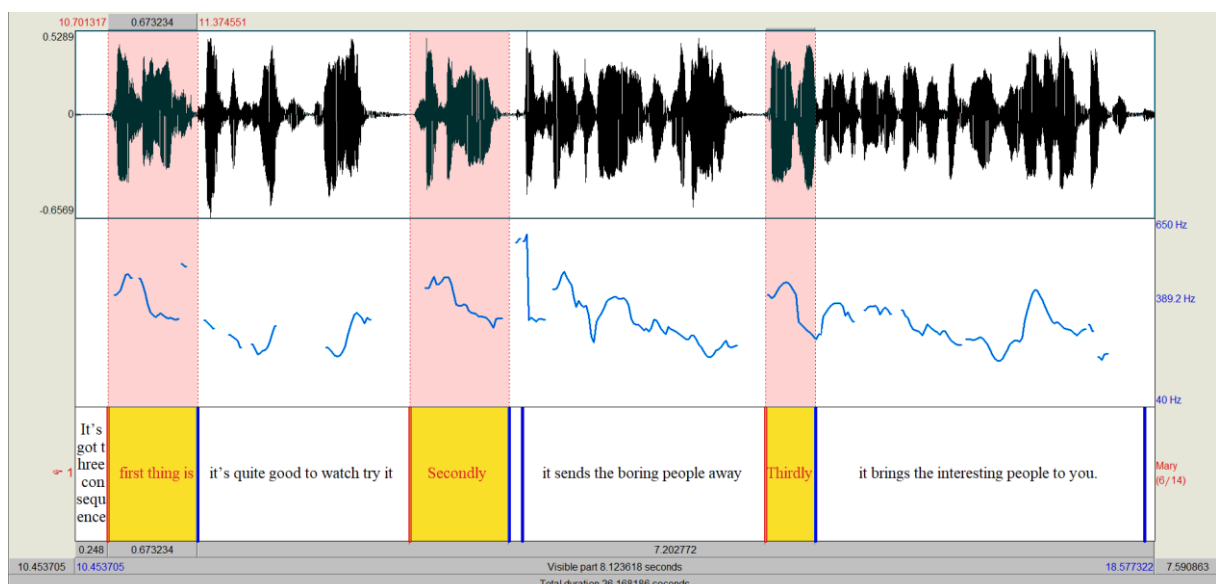 10.701317 0.673234 11.374551
0.5289
0
-0.6569
650 Hz
389.2 Hz
40 Hz
It's
got t
hree
con
sequ
ence
first thing is
it's quite good to watch try it
Secondly
it sends the boring people away
Thirdly
it brings the interesting people to you.
1
Mary
(6/14)
0.248 0.673234 7.202772
10.453705 10.453705 Visible part 8.123618 seconds 18.577322 7.590863
Total duration 26.168186 seconds